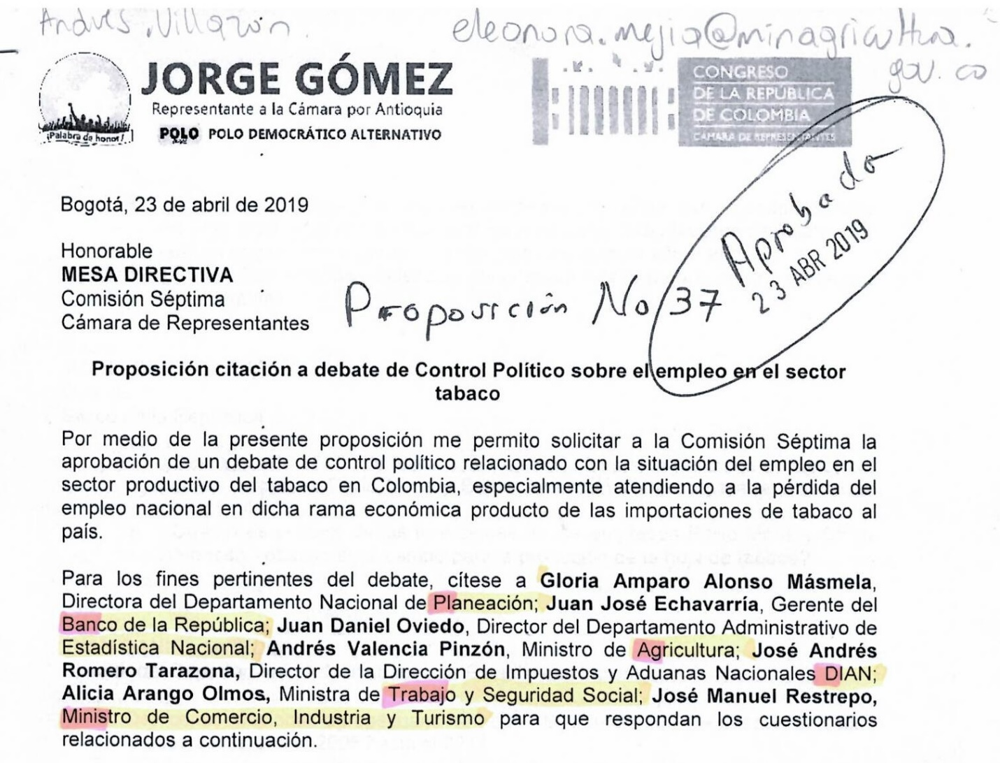 Andrés Villazón.
eleonora.mejia@minagricultura.
gov.co
JORGE GÓMEZ
Representante a la Cámara por Antioquia
POLO POLO DEMOCRÁTICO ALTERNATIVO
¡Palabra de honor!
CONGRESO
DE LA REPÚBLICA
DE COLOMBIA
CÁMARA DE REPRESENTANTES
Aprobado
23 ABR 2019
Bogotá, 23 de abril de 2019
Honorable
MESA DIRECTIVA
Comisión Séptima
Cámara de Representantes
Proposición No 37
Proposición citación a debate de Control Político sobre el empleo en el sector
tabaco
Por medio de la presente proposición me permito solicitar a la Comisión Séptima la
aprobación de un debate de control político relacionado con la situación del empleo en el
sector productivo del tabaco en Colombia, especialmente atendiendo a la pérdida del
empleo nacional en dicha rama económica producto de las importaciones de tabaco al
país.
Para los fines pertinentes del debate, cítese a Gloria Amparo Alonso Másmela,
Directora del Departamento Nacional de Planeación; Juan José Echavarría, Gerente del
Banco de la República; Juan Daniel Oviedo, Director del Departamento Administrativo de
Estadística Nacional; Andrés Valencia Pinzón, Ministro de Agricultura; José Andrés
Romero Tarazona, Director de la Dirección de Impuestos y Aduanas Nacionales DIAN;
Alicia Arango Olmos, Ministra de Trabajo y Seguridad Social; José Manuel Restrepo,
Ministro de Comercio, Industria y Turismo para que respondan los cuestionarios
relacionados a continuación.